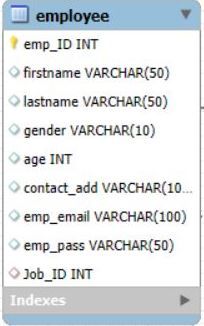 employee
emp_ID INT
firstname VARCHAR(50)
lastname VARCHAR(50)
gender VARCHAR(10)
age INT
contact_add VARCHAR(10...
emp_email VARCHAR(100)
emp_pass VARCHAR(50)
Job_ID INT
Indexes